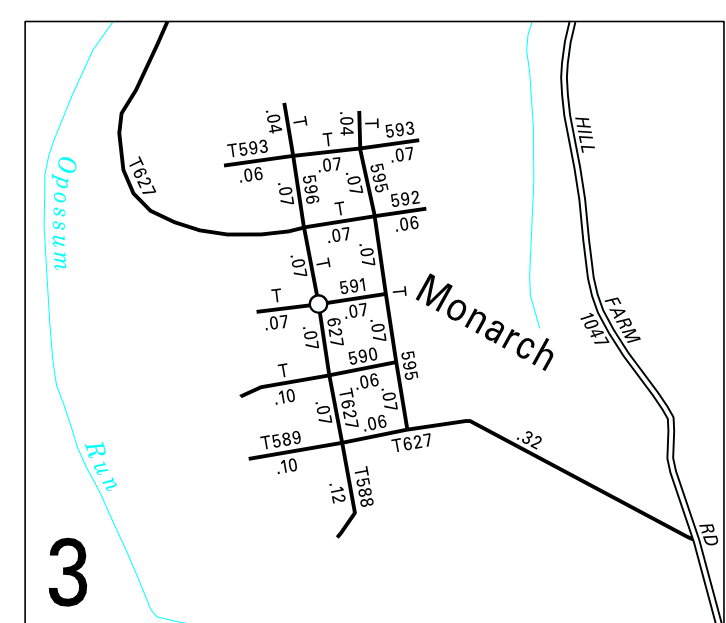 HILL
.04
T
.04
T
T593
T
593
.06
.07
.07
T627
Opossum
.07
596
.07
595
592
T
.07
.06
.07
T
.07
T
591
T
Monarch
.07
.07
FARM
1047
.07
627
.07
590
595
T
.06
.10
.07
T627
.07
.06
T589
T627
.32
.10
Run
.12
T588
RD
3